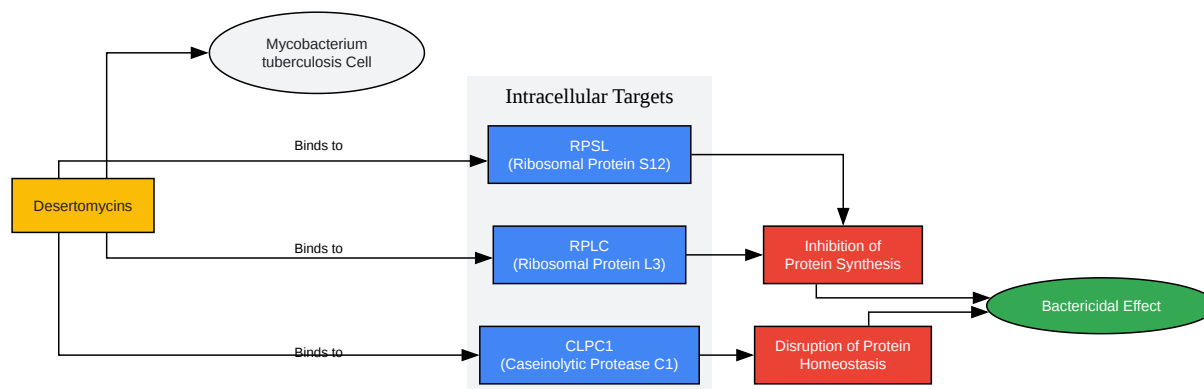 Mycobacterium
tuberculosis Cell
Intracellular Targets
Binds to
RPSL
(Ribosomal Protein S12)
Desertomycins
Binds to
RPLC
(Ribosomal Protein L3)
Inhibition of
Protein Synthesis
Bactericidal Effect
Binds to
CLPC1
(Caseinolytic Protease C1)
Disruption of Protein
Homeostasis